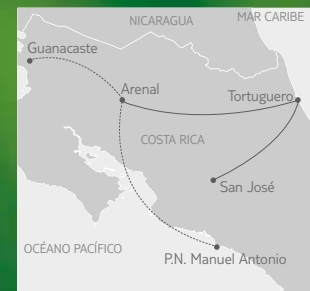 NICARAGUA
MAR CARIBE
Guanacaste
Arenal
Tortuguero
COSTA RICA
San José
OCÉANO PACÍFICO
P.N. Manuel Antonio